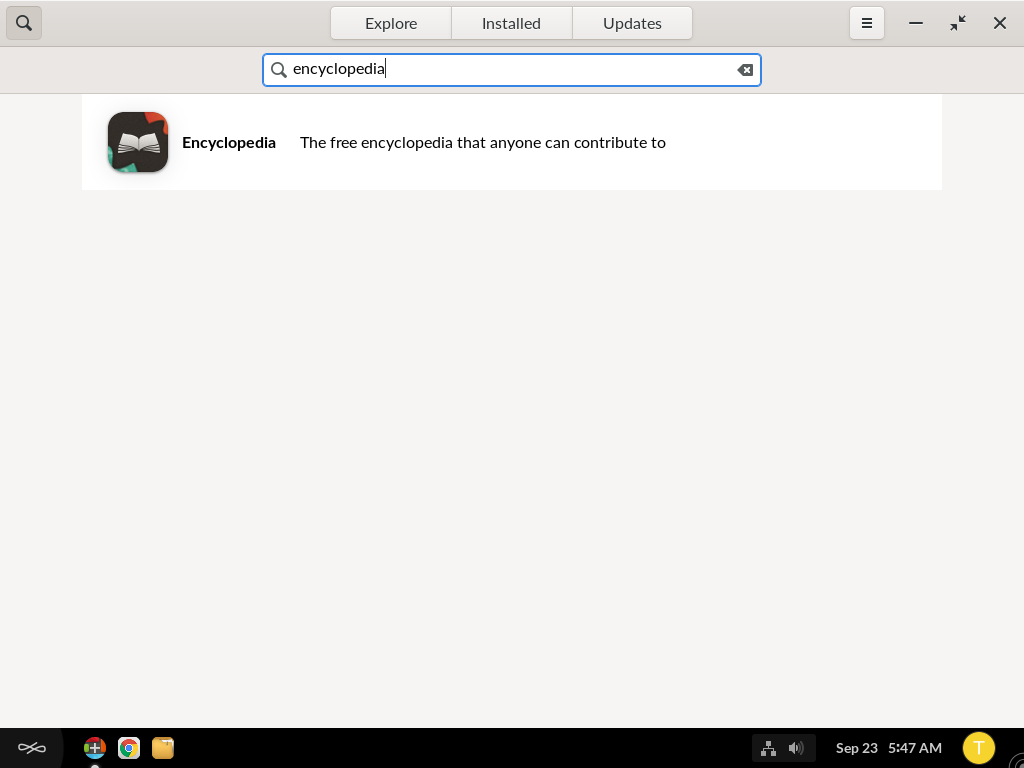 Explore Installed Updates
encyclopedia
Encyclopedia The free encyclopedia that anyone can contribute to
Sep 23 5:47 AM T